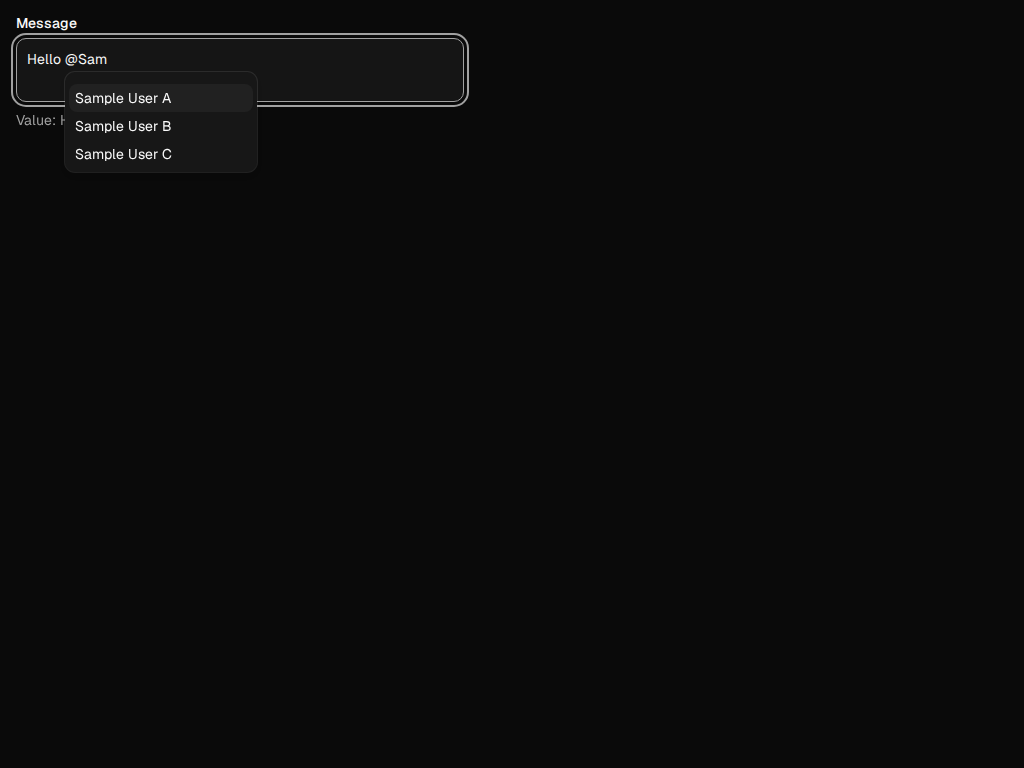 Message
Hello @Sam
Sample User A
Value:
Sample User B
Sample User C